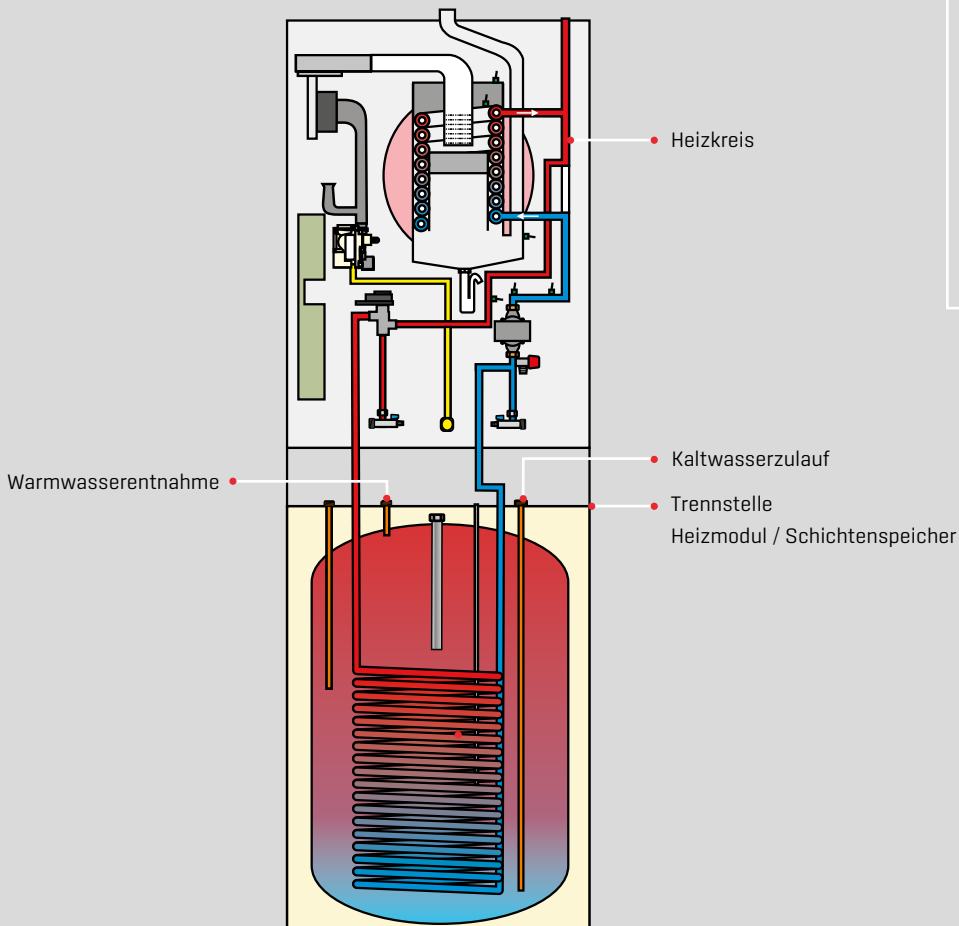 Heizkreis
Warmwasserentnahme
Kaltwasserzulauf
Trennstelle
Heizmodul / Schichtenspeicher